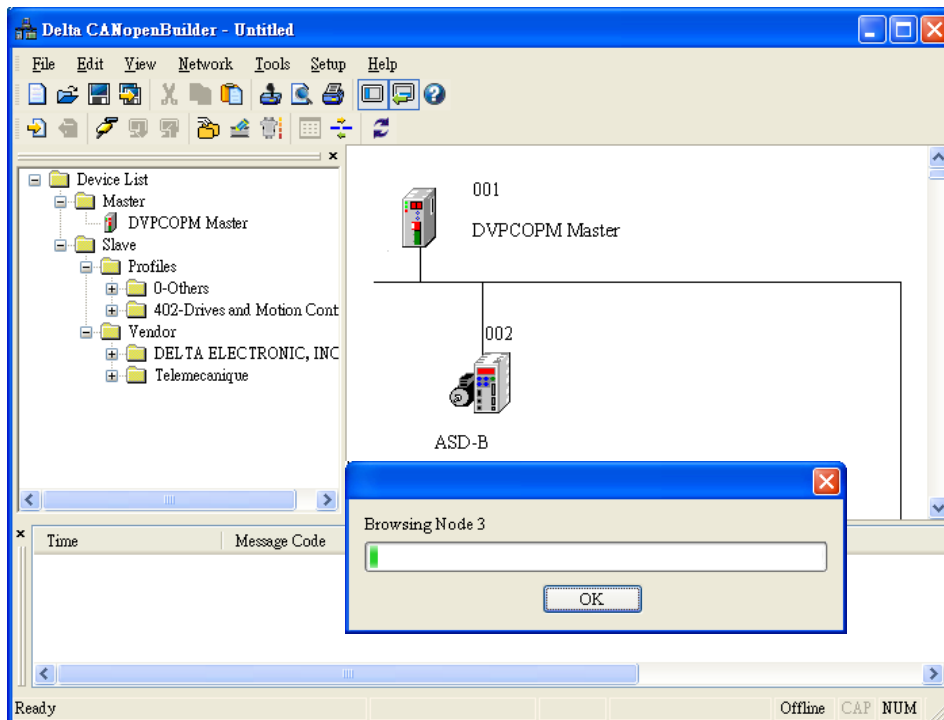 Delta CANopenBuilder - Untitled
File Edit View Network Tools Setup Help
Device List
Master
DVPCOPM Master
Slave
Profiles
0-Others
402-Drives and Motion Cont
Vendor
DELTA ELECTRONIC, INC
Telemecanique
001
DVPCOPM Master
002
ASD-B
Browsing Node 3
OK
Time Message Code
Ready Offline CAP NUM